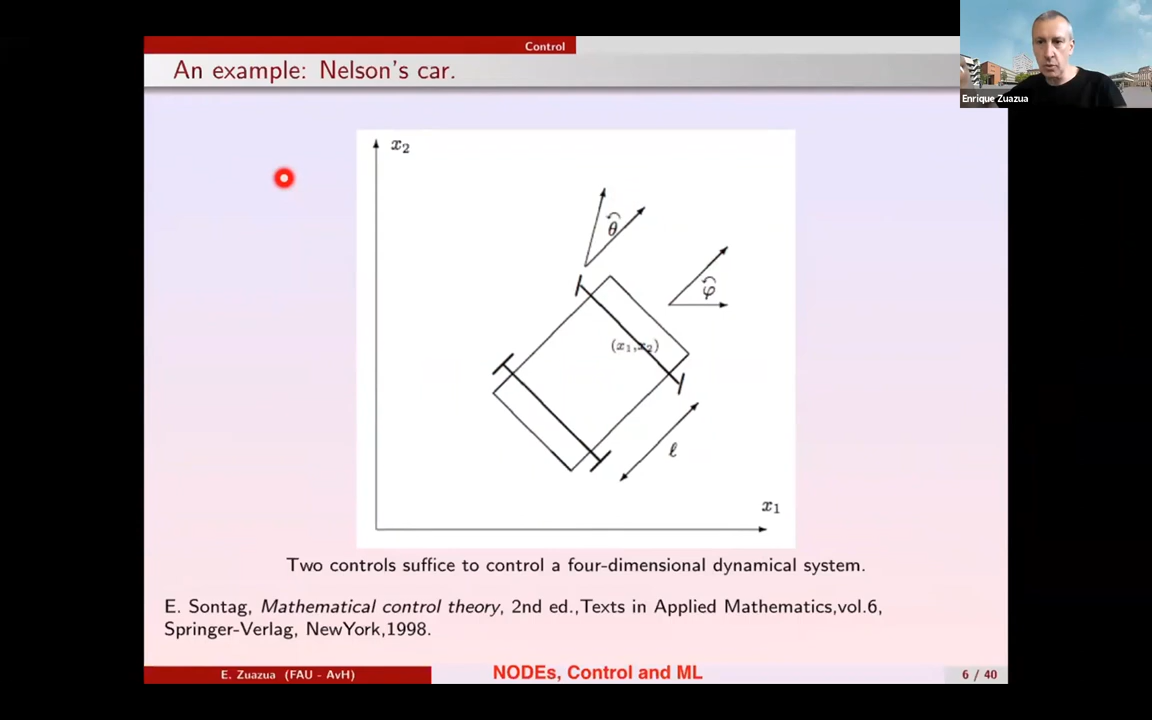 Control
An example: Nelson's car.
Enrique Zuazua
x₂
θ
φ
(x₁,x₂)
ℓ
x₁
Two controls suffice to control a four-dimensional dynamical system.
E. Sontag, Mathematical control theory, 2nd ed.,Texts in Applied Mathematics,vol.6,
Springer-Verlag, NewYork,1998.
E. Zuazua (FAU - AvH)
NODEs, Control and ML
6 / 40